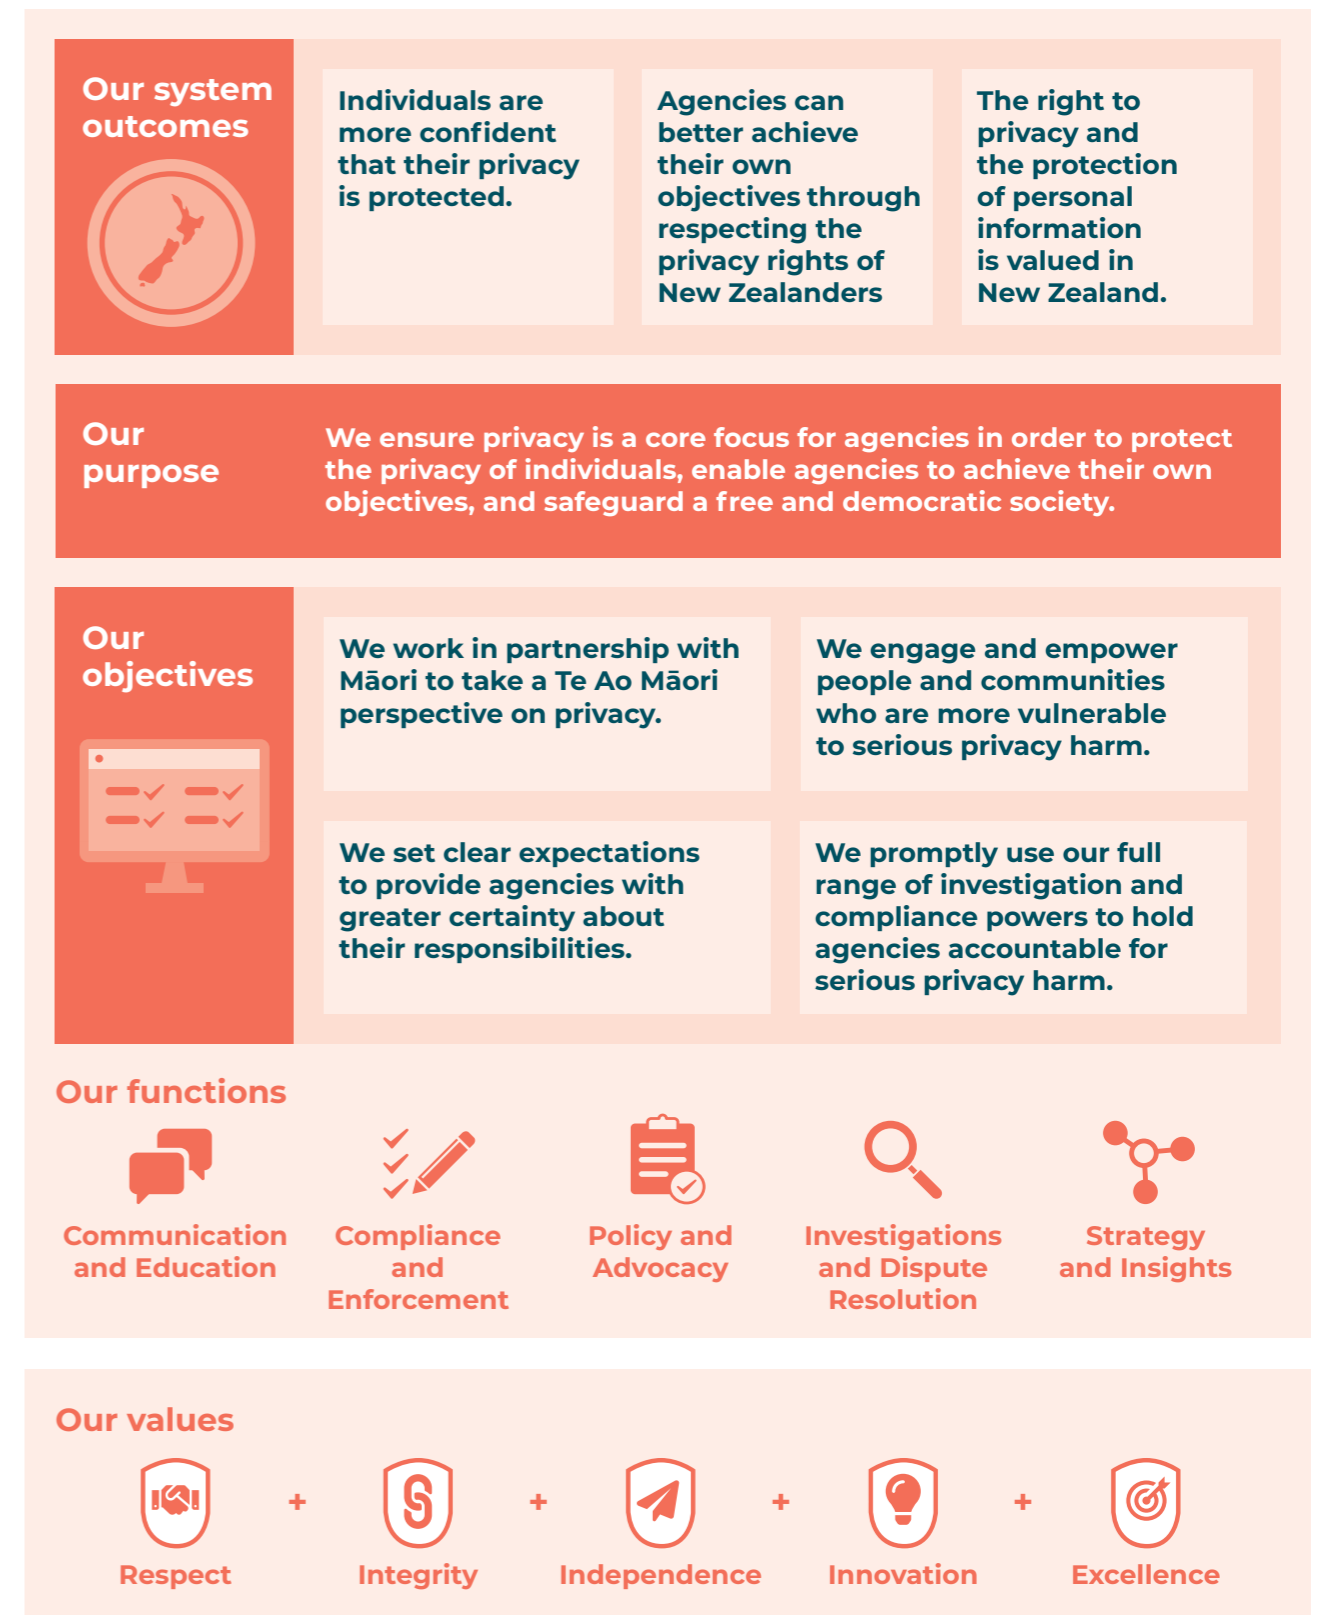 Our system
outcomes
Individuals are
more confident
that their privacy
is protected.
Agencies can
better achieve
their own
objectives through
respecting the
privacy rights of
New Zealanders
The right to
privacy and
the protection
of personal
information
is valued in
New Zealand.
Our
purpose
We ensure privacy is a core focus for agencies in order to protect
the privacy of individuals, enable agencies to achieve their own
objectives, and safeguard a free and democratic society.
Our
objectives
We work in partnership with
Māori to take a Te Ao Māori
perspective on privacy.
We engage and empower
people and communities
who are more vulnerable
to serious privacy harm.
We set clear expectations
to provide agencies with
greater certainty about
their responsibilities.
We promptly use our full
range of investigation and
compliance powers to hold
agencies accountable for
serious privacy harm.
Our functions
Communication
and Education
Compliance
and
Enforcement
Policy and
Advocacy
Investigations
and Dispute
Resolution
Strategy
and Insights
Our values
Respect
+
Integrity
+
Independence
+
Innovation
+
Excellence